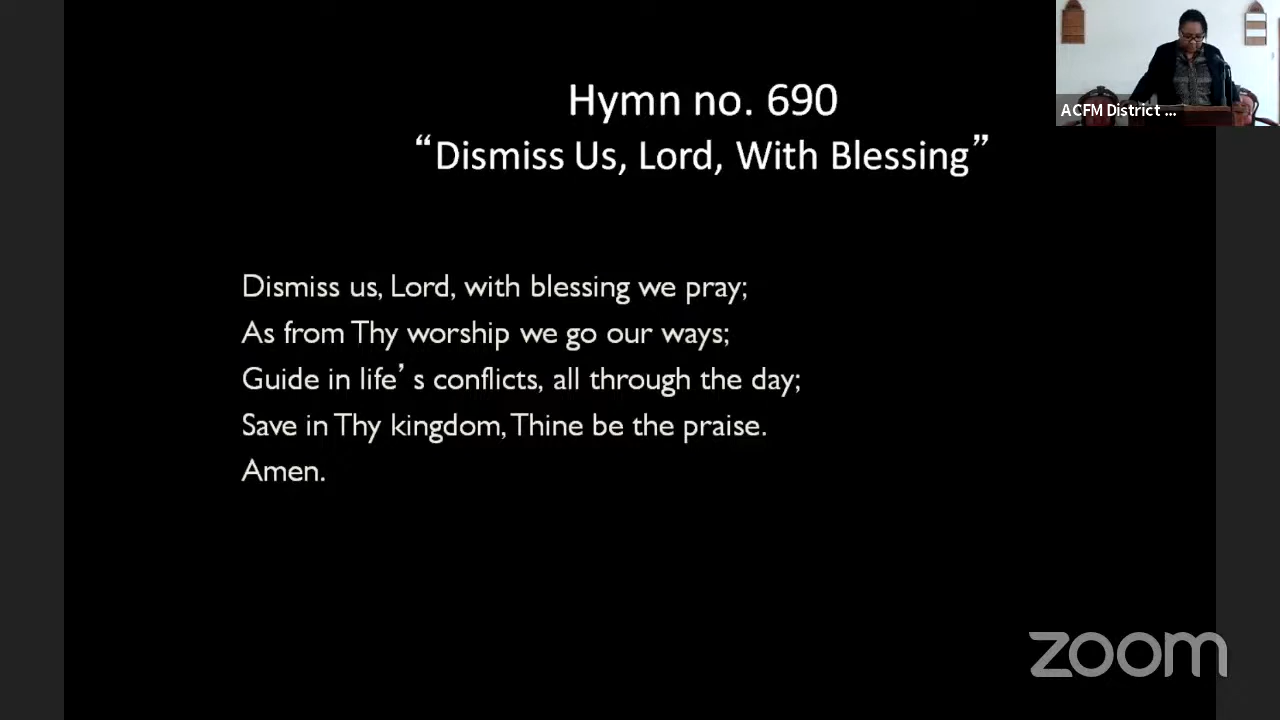 Hymn no. 690
“Dismiss Us, Lord, With Blessing”
ACFM District ...
Dismiss us, Lord, with blessing we pray;
As from Thy worship we go our ways;
Guide in life’s conflicts, all through the day;
Save in Thy kingdom, Thine be the praise.
Amen.
zoom